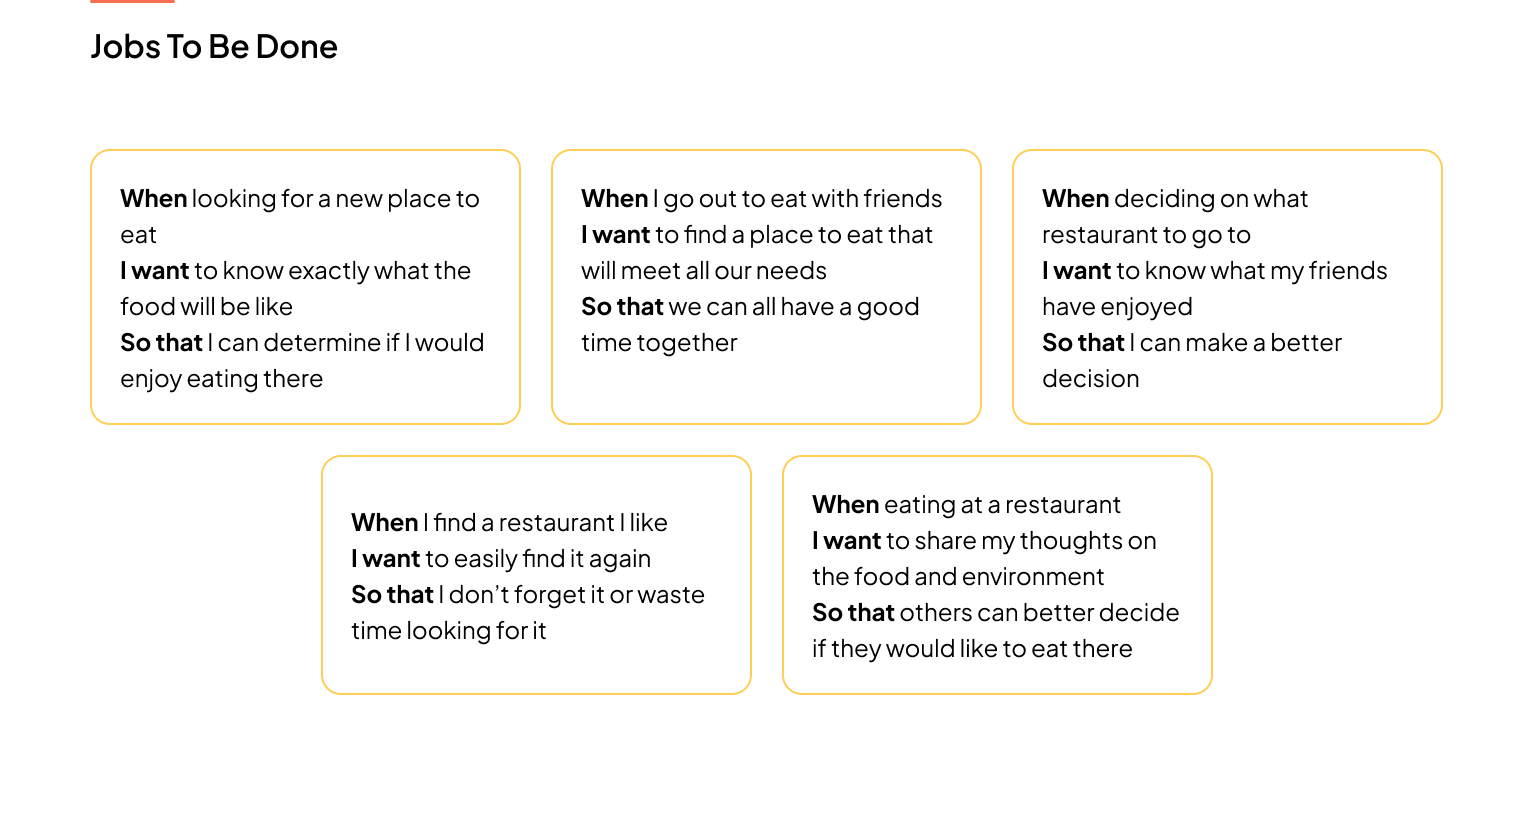 Jobs To Be Done
When looking for a new place to
eat
I want to know exactly what the
food will be like
So that I can determine if I would
enjoy eating there
When I go out to eat with friends
I want to find a place to eat that
will meet all our needs
So that we can all have a good
time together
When deciding on what
restaurant to go to
I want to know what my friends
have enjoyed
So that I can make a better
decision
When I find a restaurant I like
I want to easily find it again
So that I don’t forget it or waste
time looking for it
When eating at a restaurant
I want to share my thoughts on
the food and environment
So that others can better decide
if they would like to eat there